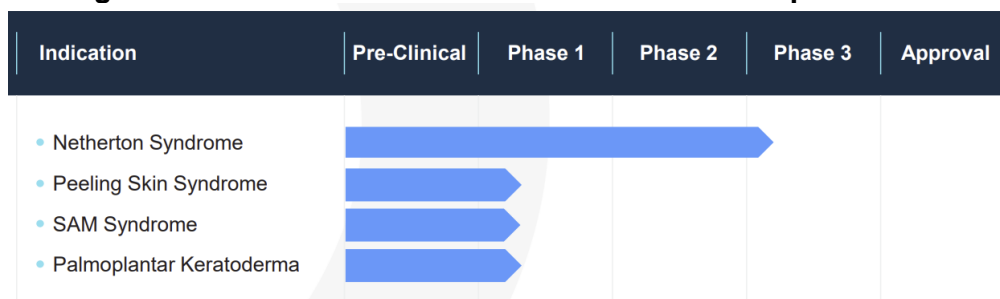 Indication Pre-Clinical Phase 1 Phase 2 Phase 3 Approval
Netherton Syndrome
Peeling Skin Syndrome
SAM Syndrome
Palmoplantar Keratoderma